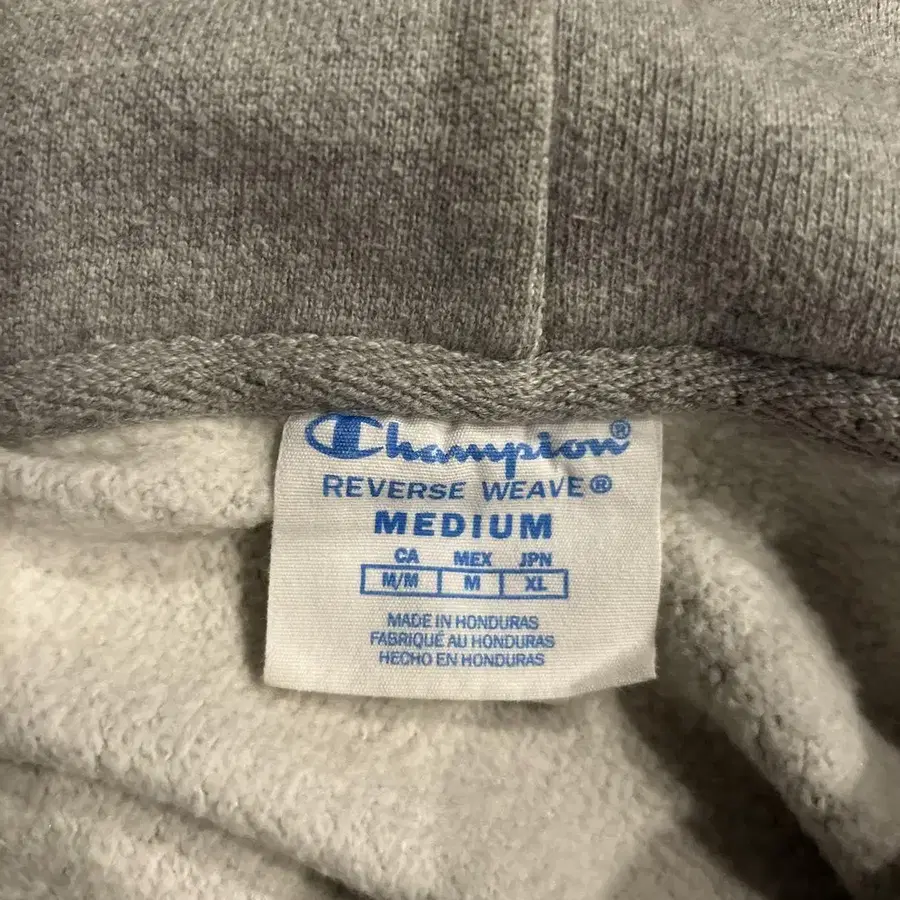 Champion®
REVERSE WEAVE®
MEDIUM
CA MEX JPN
M/M M XL
MADE IN HONDURAS
FABRIQUÉ AU HONDURAS
HECHO EN HONDURAS